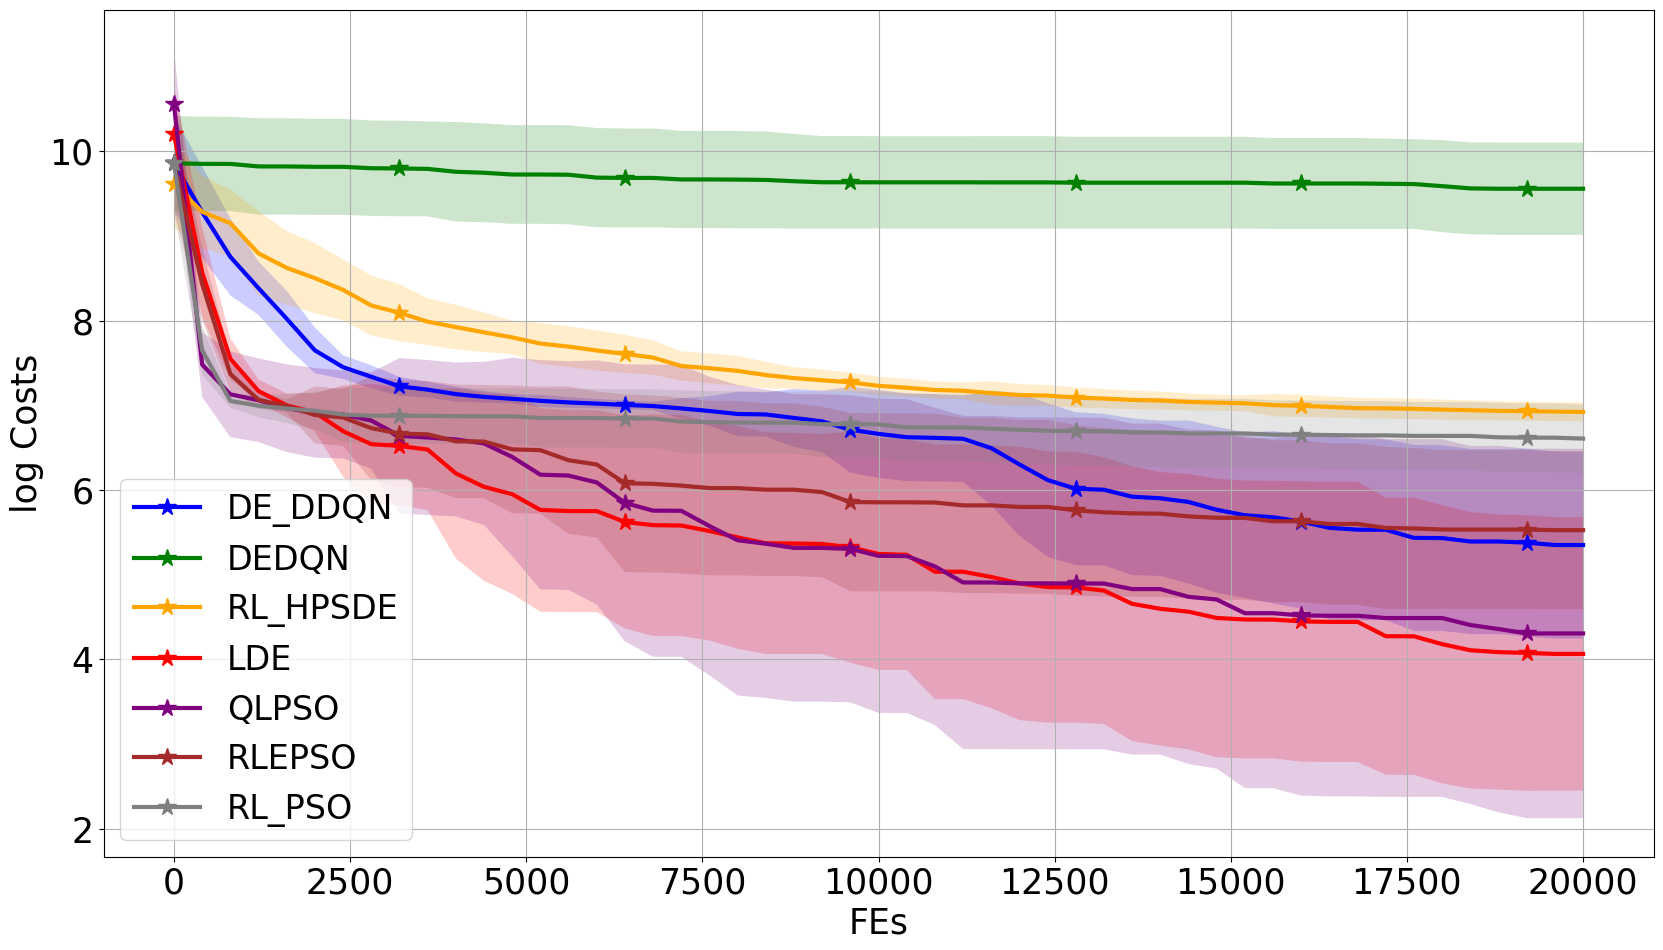 log Costs
10
8
6
4
2
DE_DDQN
DEDQN
RL_HPSDE
LDE
QLPSO
RLEPSO
RL_PSO
0 2500 5000 7500 10000 12500 15000 17500 20000
FEs